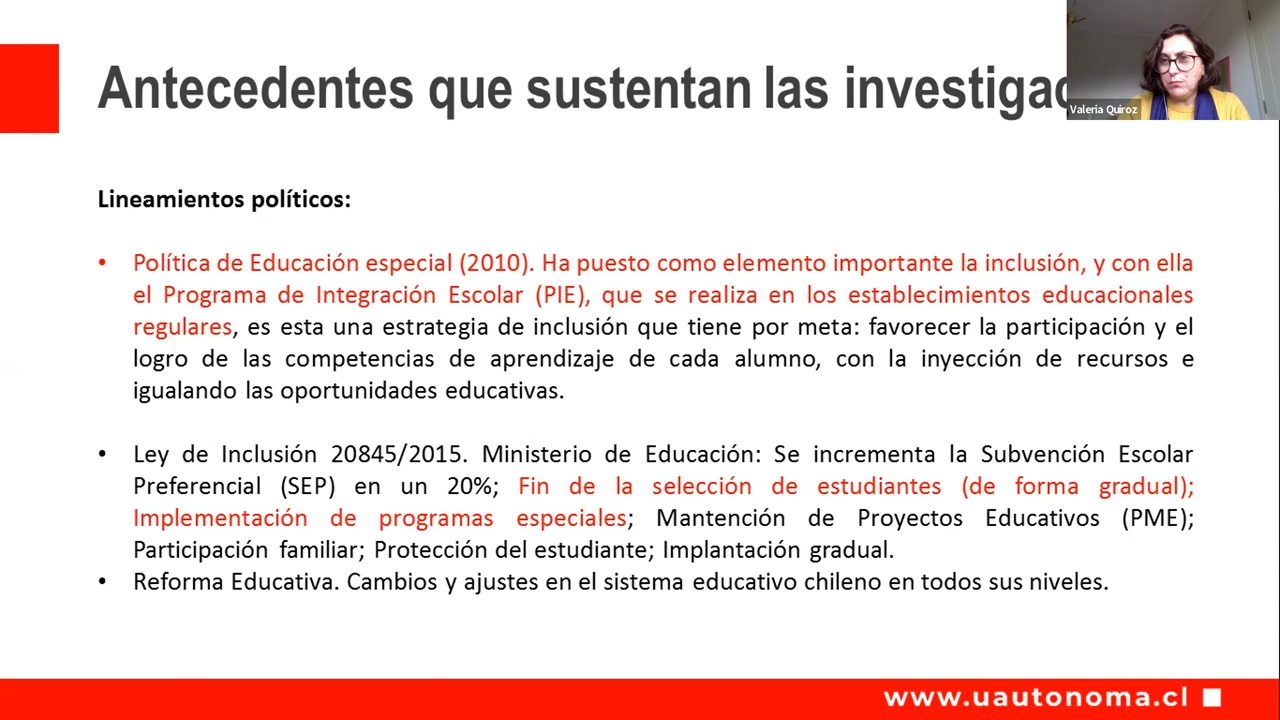 Antecedentes que sustentan las investigac
Valeria Quiroz
Lineamientos políticos:
• Política de Educación especial (2010). Ha puesto como elemento importante la inclusión, y con ella
el Programa de Integración Escolar (PIE), que se realiza en los establecimientos educacionales
regulares, es esta una estrategia de inclusión que tiene por meta: favorecer la participación y el
logro de las competencias de aprendizaje de cada alumno, con la inyección de recursos e
igualando las oportunidades educativas.
• Ley de Inclusión 20845/2015. Ministerio de Educación: Se incrementa la Subvención Escolar
Preferencial (SEP) en un 20%; Fin de la selección de estudiantes (de forma gradual);
Implementación de programas especiales; Mantención de Proyectos Educativos (PME);
Participación familiar; Protección del estudiante; Implantación gradual.
• Reforma Educativa. Cambios y ajustes en el sistema educativo chileno en todos sus niveles.
www.uautonoma.cl